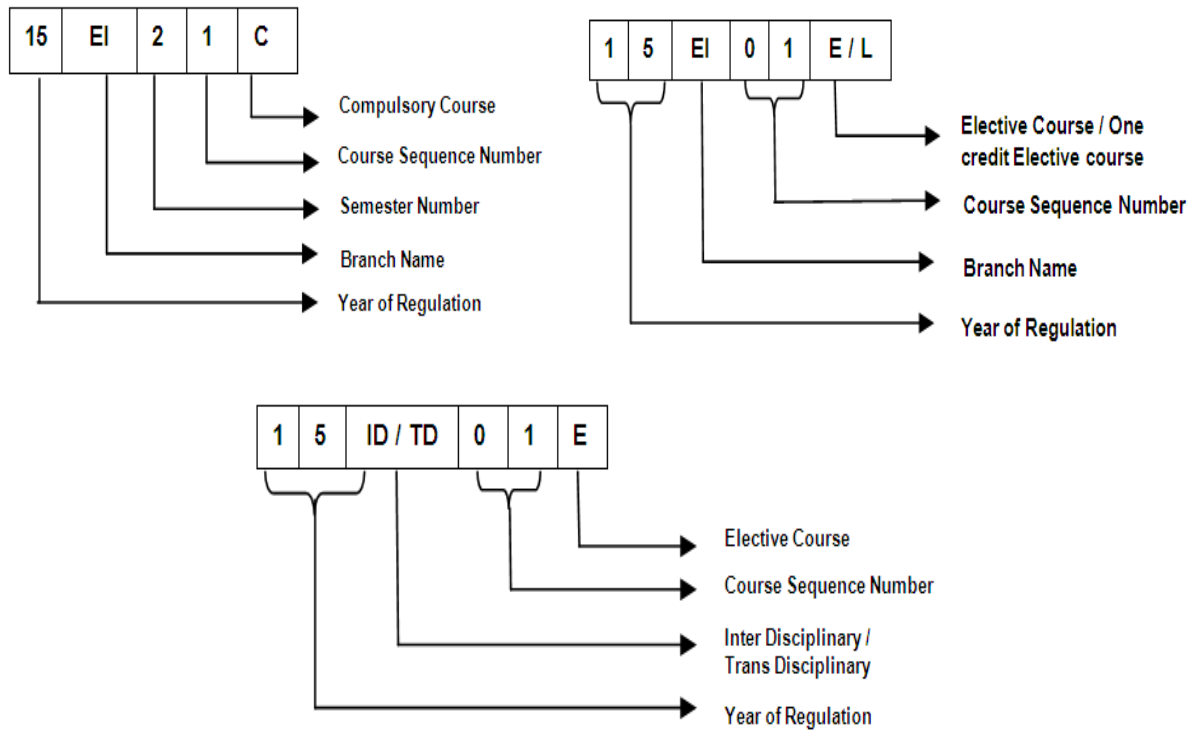 15 EI 2 1 C
Compulsory Course
Course Sequence Number
Semester Number
Branch Name
Year of Regulation
1 5 EI 0 1 E / L
Elective Course / One
credit Elective course
Course Sequence Number
Branch Name
Year of Regulation
1 5 ID / TD 0 1 E
Elective Course
Course Sequence Number
Inter Disciplinary /
Trans Disciplinary
Year of Regulation